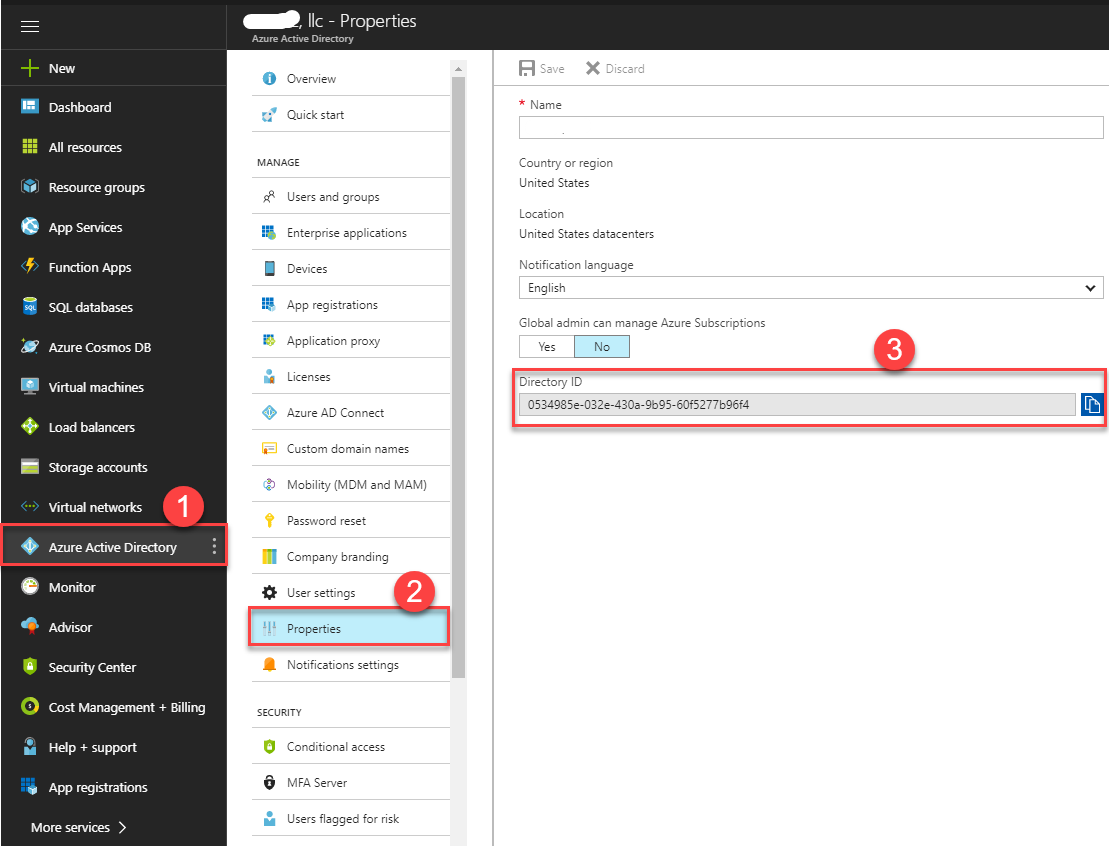 , llc - Properties
Azure Active Directory
New
Dashboard
All resources
Resource groups
App Services
Function Apps
SQL databases
Azure Cosmos DB
Virtual machines
Load balancers
Storage accounts
Virtual networks
1
Azure Active Directory
Monitor
Advisor
Security Center
Cost Management + Billing
Help + support
App registrations
More services
Overview
Quick start
MANAGE
Users and groups
Enterprise applications
Devices
App registrations
Application proxy
Licenses
Azure AD Connect
Custom domain names
Mobility (MDM and MAM)
Password reset
Company branding
User settings
2
Properties
Notifications settings
SECURITY
Conditional access
MFA Server
Users flagged for risk
Save Discard
* Name
Country or region
United States
Location
United States datacenters
Notification language
English
Global admin can manage Azure Subscriptions
Yes No
3
Directory ID
0534985e-032e-430a-9b95-60f5277b96f4